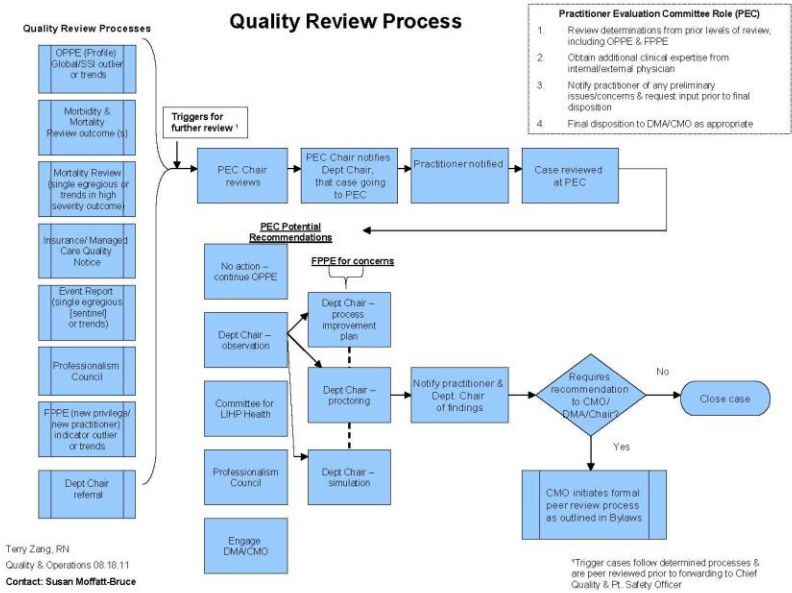 Quality Review Process
Quality Review Processes
OPPE (Profile)
Global/SSI outlier
or trends
Morbidity &
Mortality
Review outcome (s)
Mortality Review
(single egregious or
trends in high
severity outcome)
Insurance/ Managed
Care Quality
Notice
Event Report
(single egregious
[sentinel]
or trends)
Professionalism
Council
FPPE (new privilege/
new practitioner)
indicator outlier
or trends
Dept Chair
referral
Triggers for
further review ¹
PEC Chair
reviews
PEC Chair notifies
Dept Chair,
that case going
to PEC
Practitioner notified
Case reviewed
at PEC
Practitioner Evaluation Committee Role (PEC)
1. Review determinations from prior levels of review,
including OPPE & FPPE
2. Obtain additional clinical expertise from
internal/external physician
3. Notify practitioner of any preliminary
issues/concerns & request input prior to final
disposition
4. Final disposition to DMA/CMO as appropriate
PEC Potential
Recommendations
No action –
continue OPPE
Dept Chair –
observation
Committee for
LIHP Health
Professionalism
Council
Engage
DMA/CMO
FPPE for concerns
Dept Chair –
process
improvement
plan
Dept Chair –
proctoring
Dept Chair –
simulation
Notify practitioner &
Dept. Chair
of findings
Requires
recommendation
to CMO/
DMA/Chair?
No
Close case
Yes
CMO initiates formal
peer review process
as outlined in Bylaws
Terry Zang, RN
Quality & Operations 08.18.11
Contact: Susan Moffatt-Bruce
¹Trigger cases follow determined processes &
are peer reviewed prior to forwarding to Chief
Quality & Pt. Safety Officer